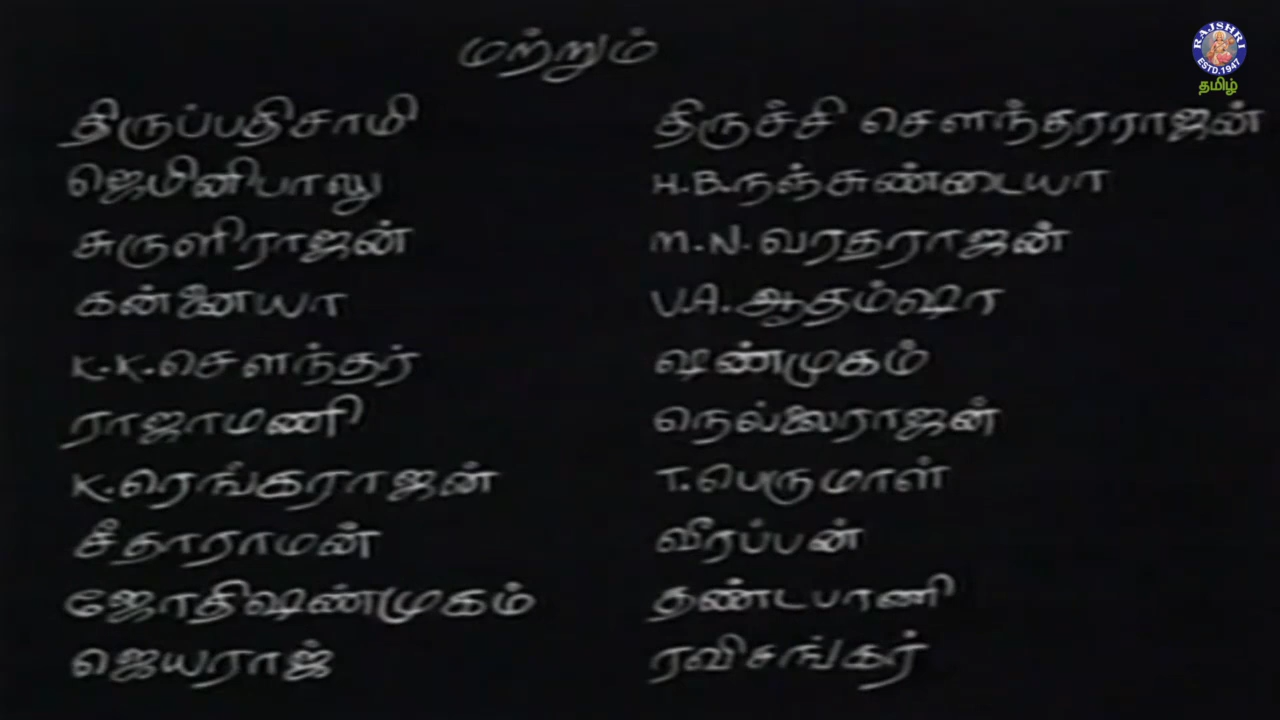 மற்றும்
திருப்பதிசாமி
ஜெமினிபாலு
சுருளிராஜன்
கன்னையா
K.K.சௌந்தர்
ராஜாமணி
K.ரெங்கராஜன்
சீதாராமன்
ஜோதிஷண்முகம்
ஜெயராஜ்
திருச்சி சௌந்தரராஜன்
H.B.நஞ்சுண்டையா
M.N.வரதராஜன்
V.A.ஆதம்ஷா
ஷண்முகம்
நெல்லைராஜன்
T.பெருமாள்
வீரப்பன்
தண்டபாணி
ரவிசங்கர்
RAJSHRI
ESTD.1947
தமிழ்